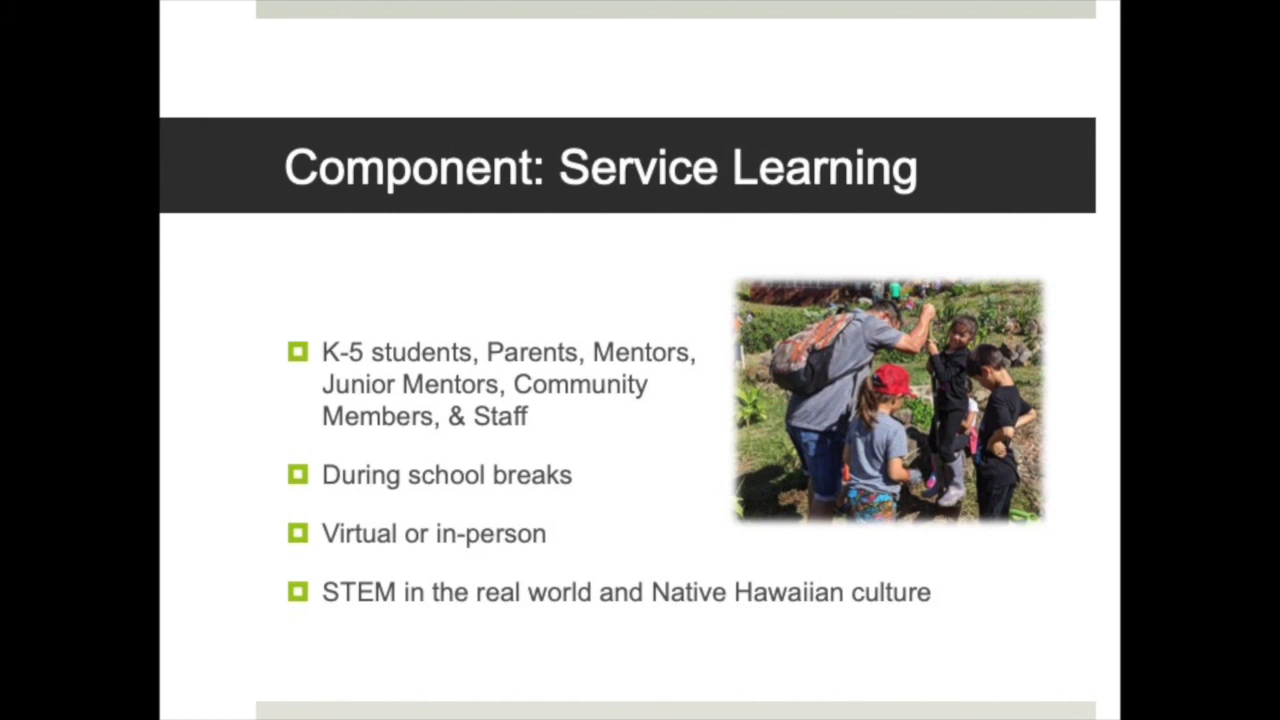 Component: Service Learning
K-5 students, Parents, Mentors,
Junior Mentors, Community
Members, & Staff
During school breaks
Virtual or in-person
STEM in the real world and Native Hawaiian culture